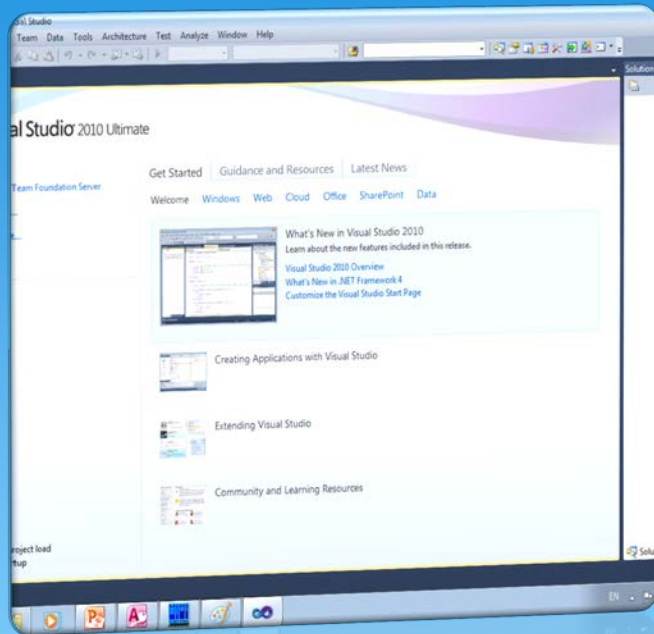 Studio
Team Data Tools Architecture Test Analyze Window Help
Solution
al Studio 2010 Ultimate
Get Started Guidance and Resources Latest News
Team Foundation Server
Welcome Windows Web Cloud Office SharePoint Data
What's New in Visual Studio 2010
Learn about the new features included in this release.
Visual Studio 2010 Overview
What's New in .NET Framework 4
Customize the Visual Studio Start Page
Creating Applications with Visual Studio
Extending Visual Studio
Community and Learning Resources
roject load
rtup
Solu
EN